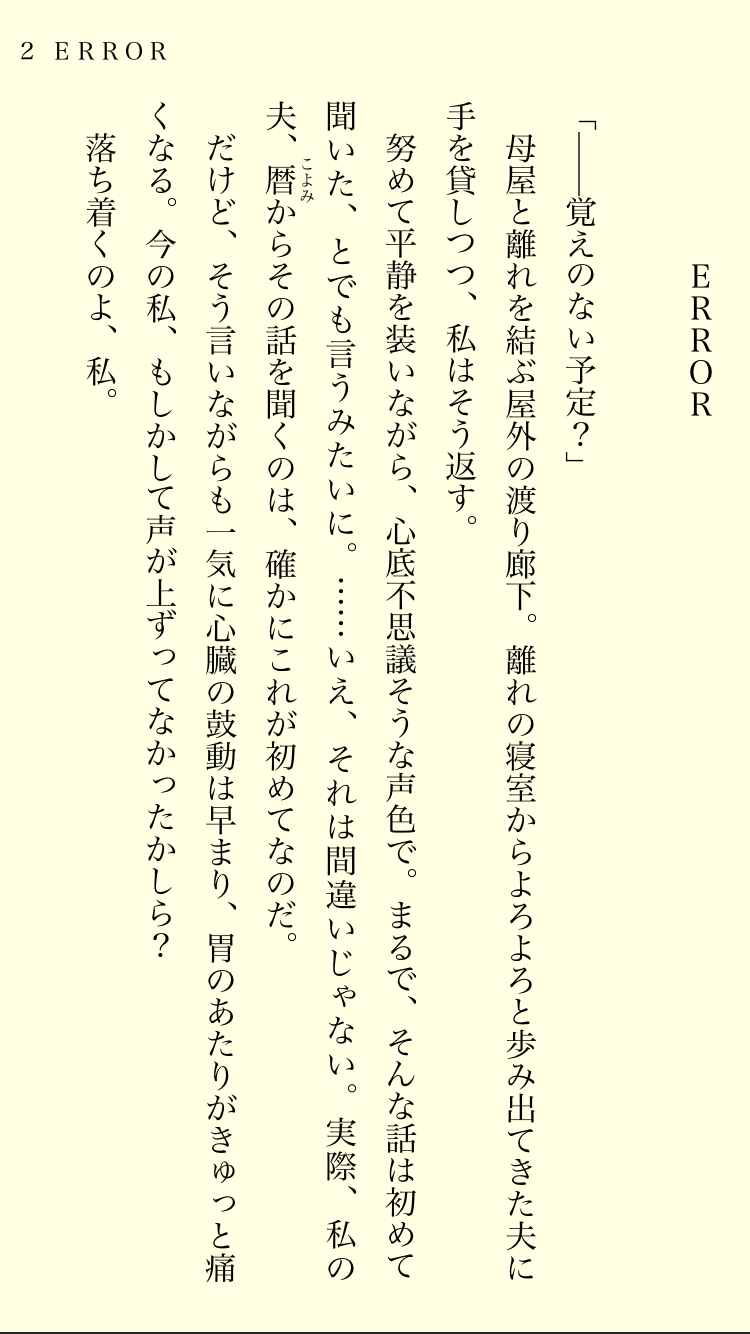 2 ERROR
ERROR
「――覚えのない予定？」
母屋と離れを結ぶ屋外の渡り廊下。離れの寝室からよろよろと歩み出てきた夫に
手を貸しつつ、私はそう返す。
努めて平静を装いながら、心底不思議そうな声色で。まるで、そんな話は初めて
聞いた、とでも言うみたいに。……いえ、それは間違いじゃない。実際、私の
夫、暦からその話を聞くのは、確かにこれが初めてなのだ。
こよみ
だけど、そう言いながらも一気に心臓の鼓動は早まり、胃のあたりがきゅっと痛
くなる。今の私、もしかして声が上ずってなかったかしら？
落ち着くのよ、私。